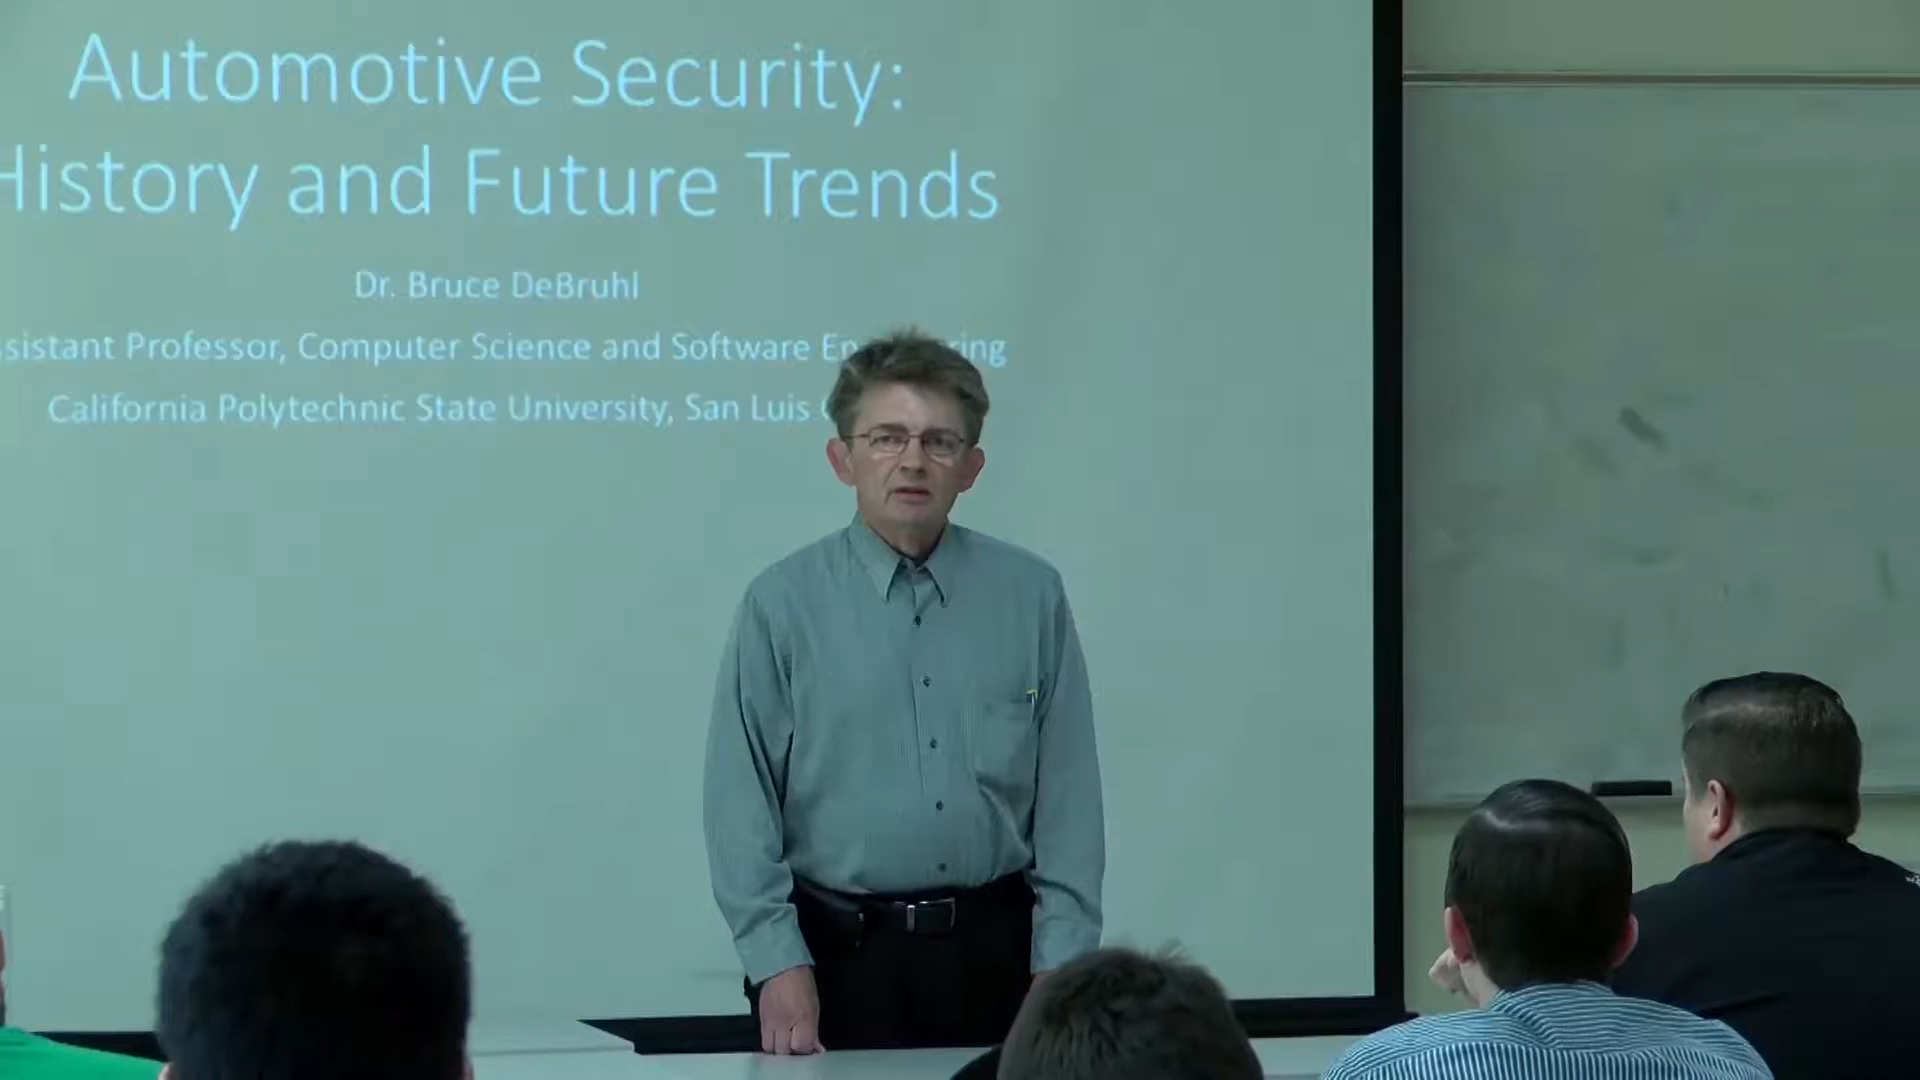 Automotive Security:
History and Future Trends
Dr. Bruce DeBruhl
Professor, Computer Science and Software
California Polytechnic State University, San Luis